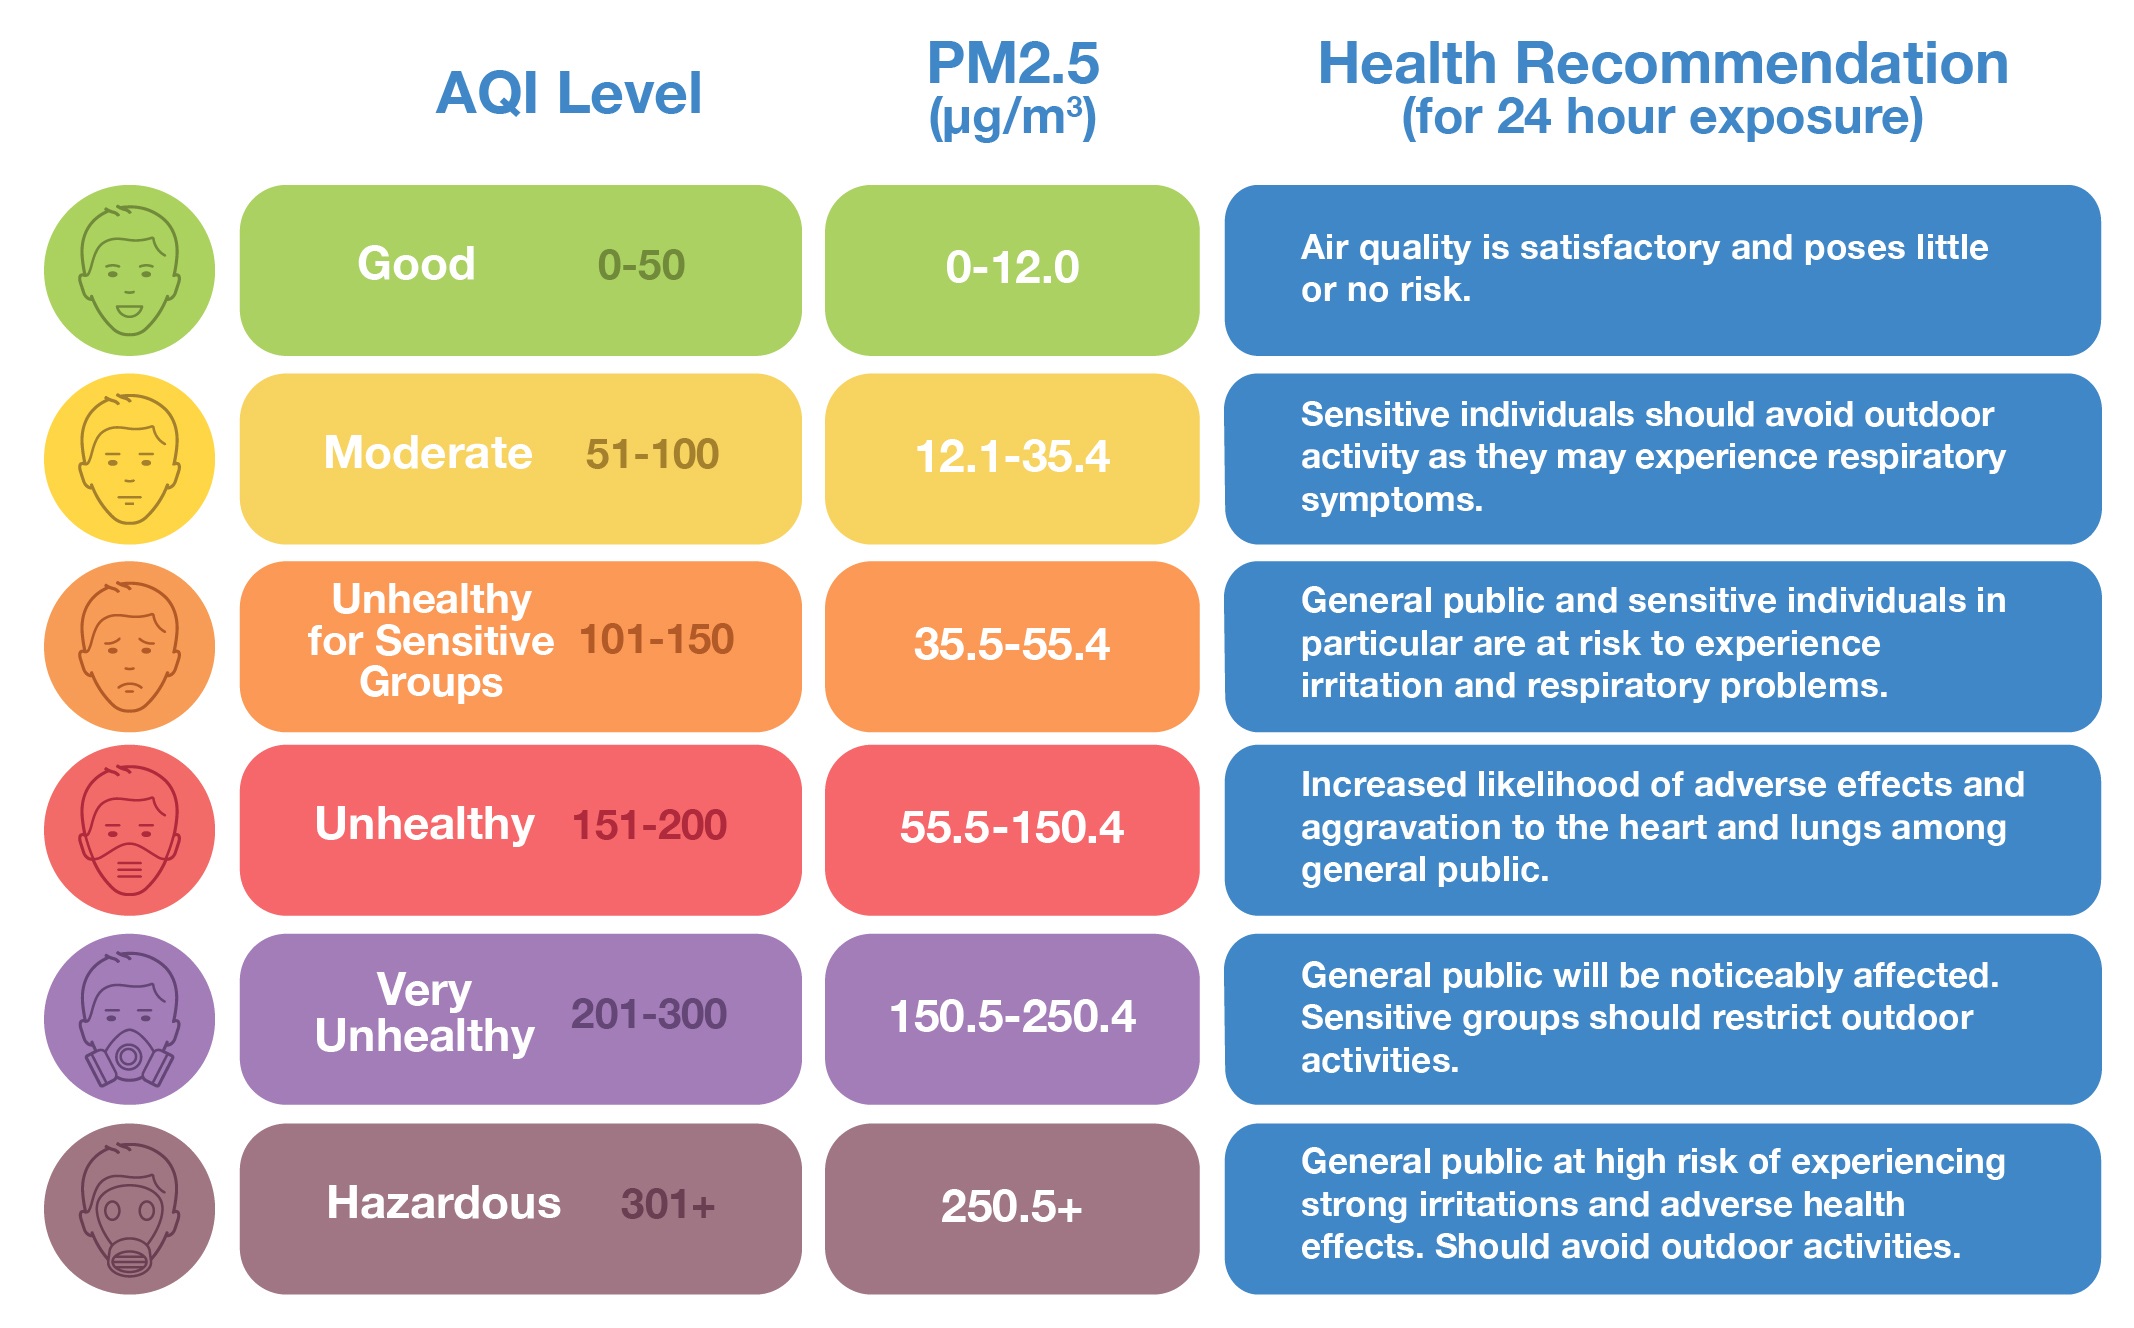 AQI Level
PM2.5
(µg/m³)
Health Recommendation
(for 24 hour exposure)
Good 0-50
0-12.0
Air quality is satisfactory and poses little
or no risk.
Moderate 51-100
12.1-35.4
Sensitive individuals should avoid outdoor
activity as they may experience respiratory
symptoms.
Unhealthy
for Sensitive
Groups
101-150
35.5-55.4
General public and sensitive individuals in
particular are at risk to experience
irritation and respiratory problems.
Unhealthy 151-200
55.5-150.4
Increased likelihood of adverse effects and
aggravation to the heart and lungs among
general public.
Very
Unhealthy
201-300
150.5-250.4
General public will be noticeably affected.
Sensitive groups should restrict outdoor
activities.
Hazardous 301+
250.5+
General public at high risk of experiencing
strong irritations and adverse health
effects. Should avoid outdoor activities.